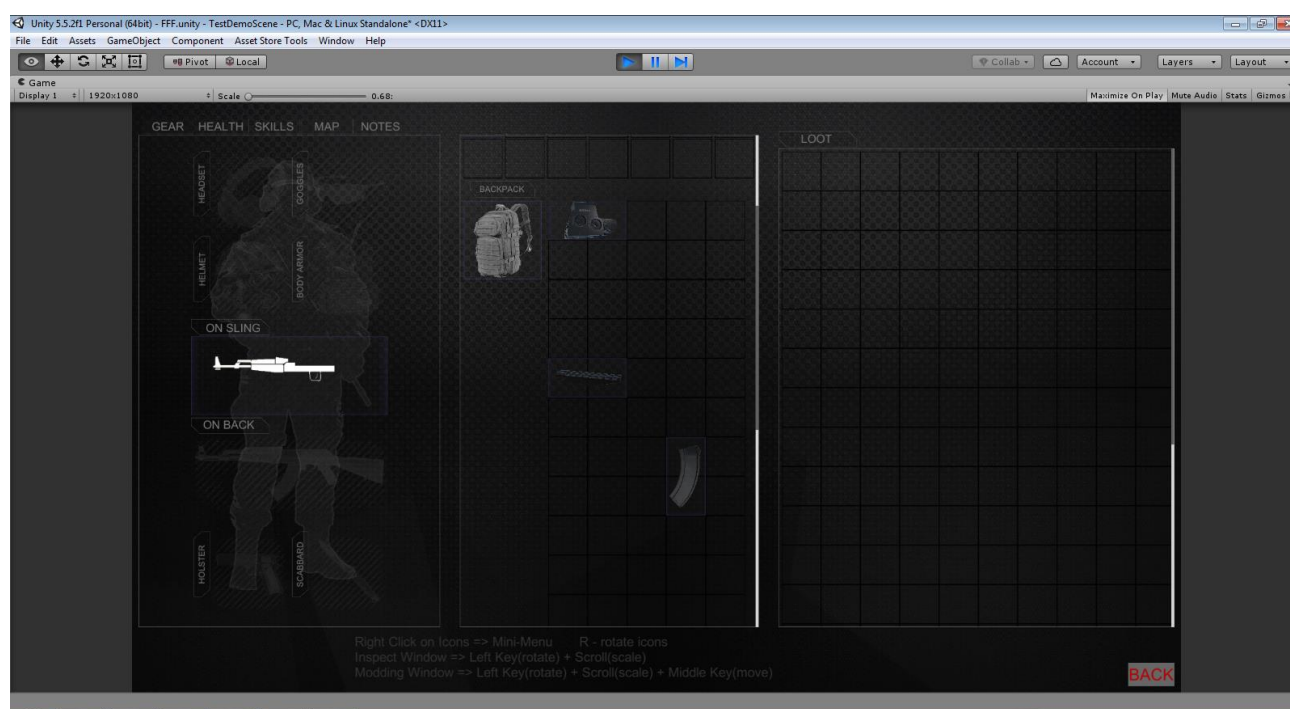 Unity 5.5.2f1 Personal (64bit) - FFF.unity - TestDemoScene - PC, Mac & Linux Standalone* <DX11>
File Edit Assets GameObject Component Asset Store Tools Window Help
Pivot Local Collab Account Layers Layout
Game
Display 1 1920x1080 Scale 0.68: Maximize On Play Mute Audio Stats Gizmos
GEAR HEALTH SKILLS MAP NOTES
LOOT
HEADSET
GOGGLES
BACKPACK
HELMET
BODY ARMOR
ON SLING
ON BACK
HOLSTER
SCABBARD
Right Click on Icons => Mini-Menu R - rotate icons
Inspect Window => Left Key(rotate) + Scroll(scale)
Modding Window => Left Key(rotate) + Scroll(scale) + Middle Key(move)
BACK